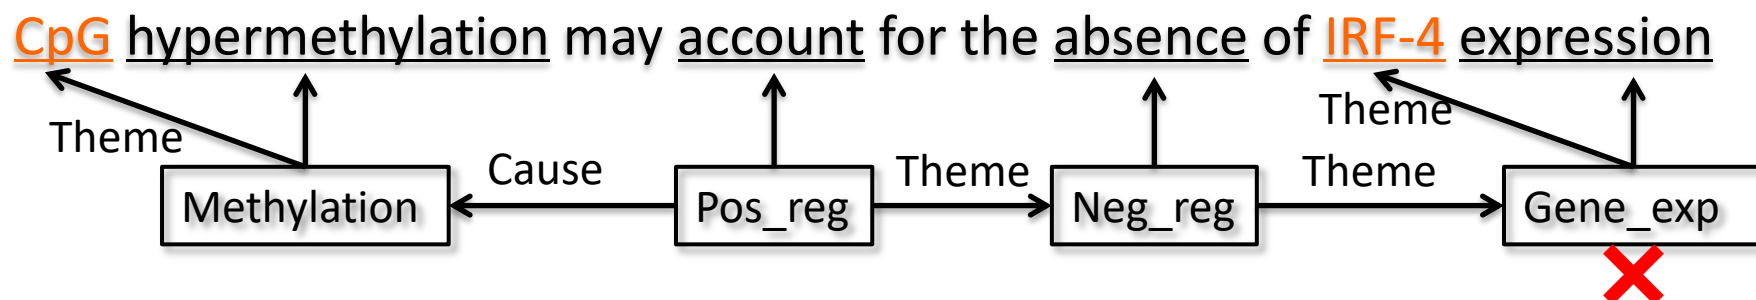 CpG hypermethylation may account for the absence of IRF-4 expression
Theme
Theme
Cause
Theme
Theme
Methylation
Pos_reg
Neg_reg
Gene_exp